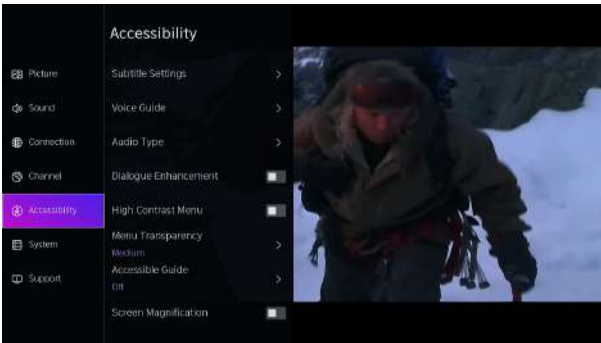 Accessibility
Picture
Sound
Connection
Channel
Accessibility
System
Support
Subtitle Settings
Voice Guide
Audio Type
Dialogue Enhancement
High Contrast Menu
Menu Transparency
Medium
Accessible Guide
Off
Screen Magnification